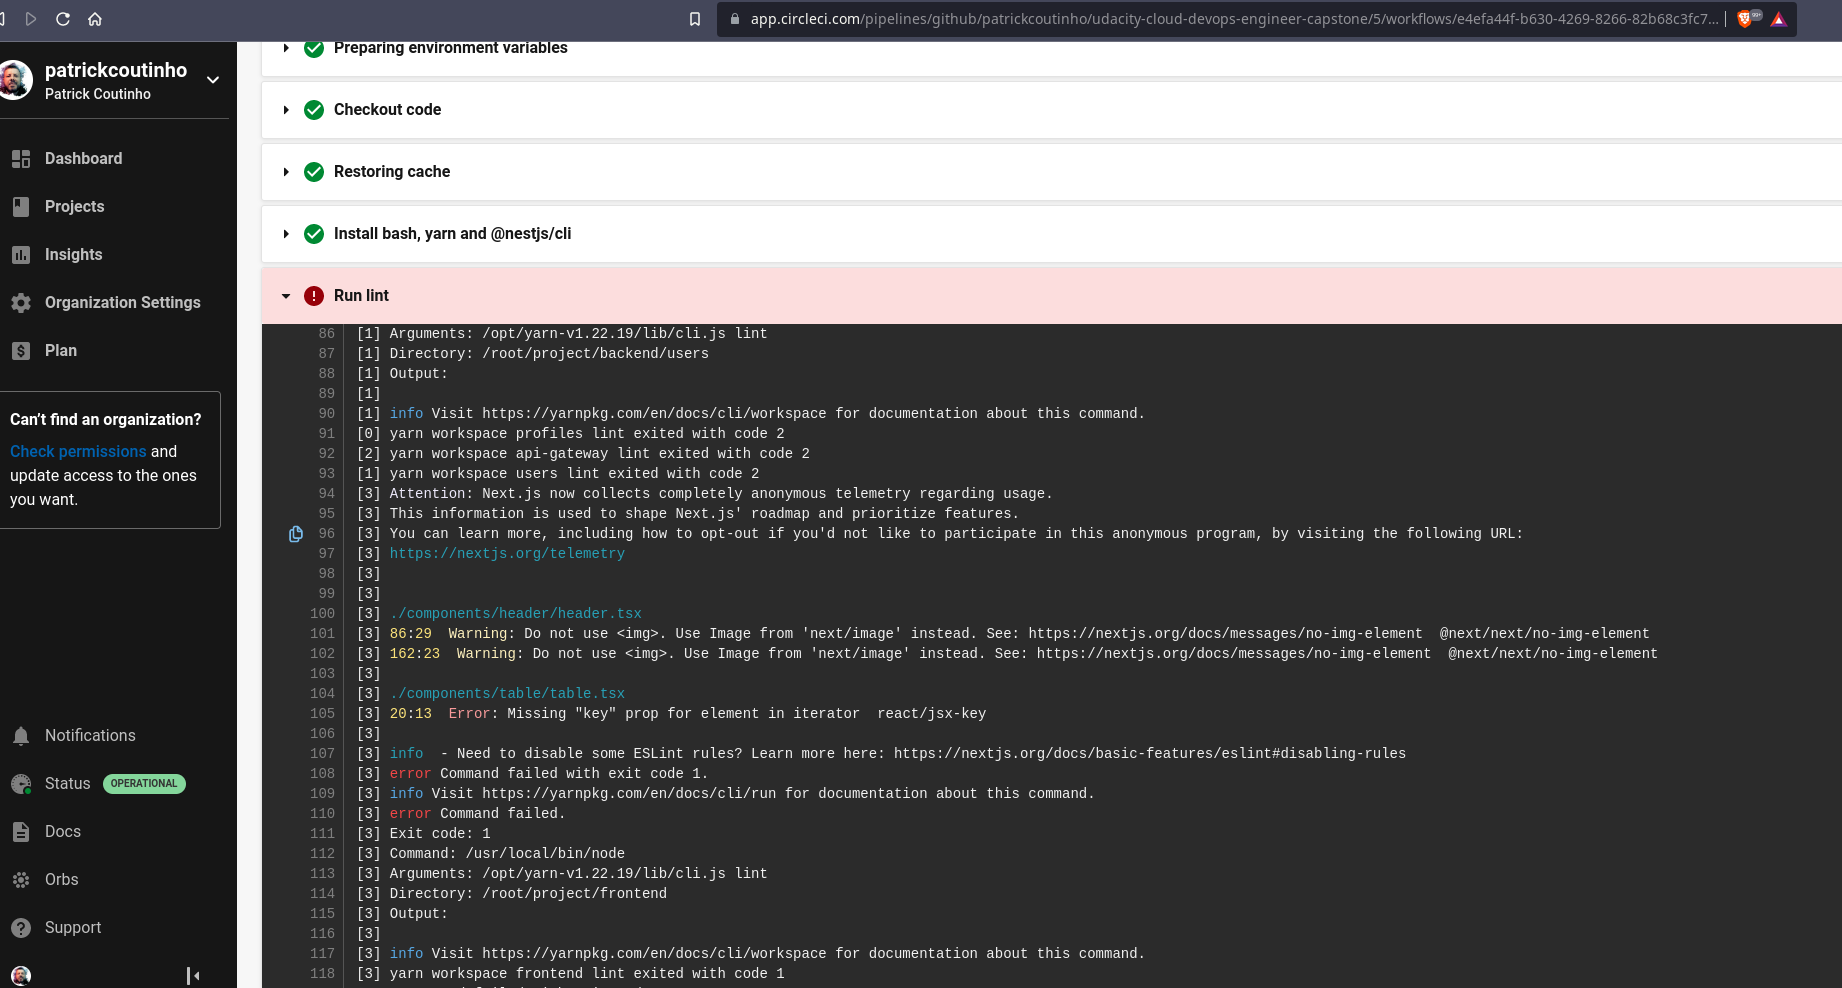 app.circleci.com/pipelines/github/patrickcoutinho/udacity-cloud-devops-engineer-capstone/5/workflows/e4efa44f-b630-4269-8266-82b68c3fc7...
99+
patrickcoutinho
Patrick Coutinho
Dashboard
Projects
Insights
Organization Settings
Plan
Can't find an organization?
Check permissions and
update access to the ones
you want.
Notifications
Status OPERATIONAL
Docs
Orbs
Support
Preparing environment variables
Checkout code
Restoring cache
Install bash, yarn and @nestjs/cli
Run lint
86 [1] Arguments: /opt/yarn-v1.22.19/lib/cli.js lint
87 [1] Directory: /root/project/backend/users
88 [1] Output:
89 [1]
90 [1] info Visit https://yarnpkg.com/en/docs/cli/workspace for documentation about this command.
91 [0] yarn workspace profiles lint exited with code 2
92 [2] yarn workspace api-gateway lint exited with code 2
93 [1] yarn workspace users lint exited with code 2
94 [3] Attention: Next.js now collects completely anonymous telemetry regarding usage.
95 [3] This information is used to shape Next.js' roadmap and prioritize features.
96 [3] You can learn more, including how to opt-out if you'd not like to participate in this anonymous program, by visiting the following URL:
97 [3] https://nextjs.org/telemetry
98 [3]
99 [3]
100 [3] ./components/header/header.tsx
101 [3] 86:29  Warning: Do not use <img>. Use Image from 'next/image' instead. See: https://nextjs.org/docs/messages/no-img-element  @next/next/no-img-element
102 [3] 162:23  Warning: Do not use <img>. Use Image from 'next/image' instead. See: https://nextjs.org/docs/messages/no-img-element  @next/next/no-img-element
103 [3]
104 [3] ./components/table/table.tsx
105 [3] 20:13  Error: Missing "key" prop for element in iterator  react/jsx-key
106 [3]
107 [3] info  - Need to disable some ESLint rules? Learn more here: https://nextjs.org/docs/basic-features/eslint#disabling-rules
108 [3] error Command failed with exit code 1.
109 [3] info Visit https://yarnpkg.com/en/docs/cli/run for documentation about this command.
110 [3] error Command failed.
111 [3] Exit code: 1
112 [3] Command: /usr/local/bin/node
113 [3] Arguments: /opt/yarn-v1.22.19/lib/cli.js lint
114 [3] Directory: /root/project/frontend
115 [3] Output:
116 [3]
117 [3] info Visit https://yarnpkg.com/en/docs/cli/workspace for documentation about this command.
118 [3] yarn workspace frontend lint exited with code 1